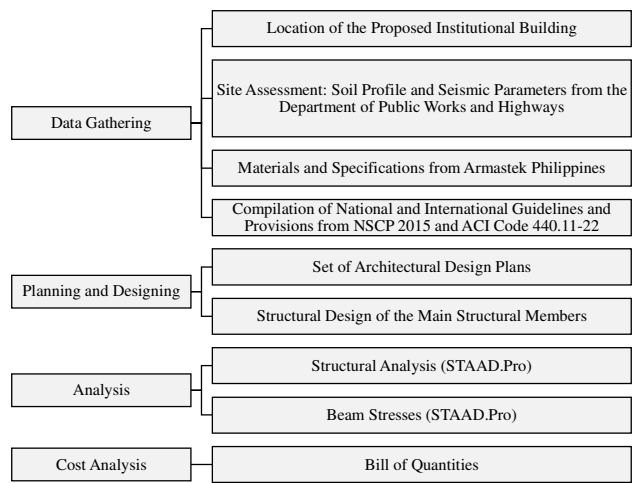 Data Gathering
Location of the Proposed Institutional Building
Site Assessment: Soil Profile and Seismic Parameters from the
Department of Public Works and Highways
Materials and Specifications from Armastek Philippines
Compilation of National and International Guidelines and
Provisions from NSCP 2015 and ACI Code 440.11-22
Planning and Designing
Set of Architectural Design Plans
Structural Design of the Main Structural Members
Analysis
Structural Analysis (STAAD.Pro)
Beam Stresses (STAAD.Pro)
Cost Analysis
Bill of Quantities